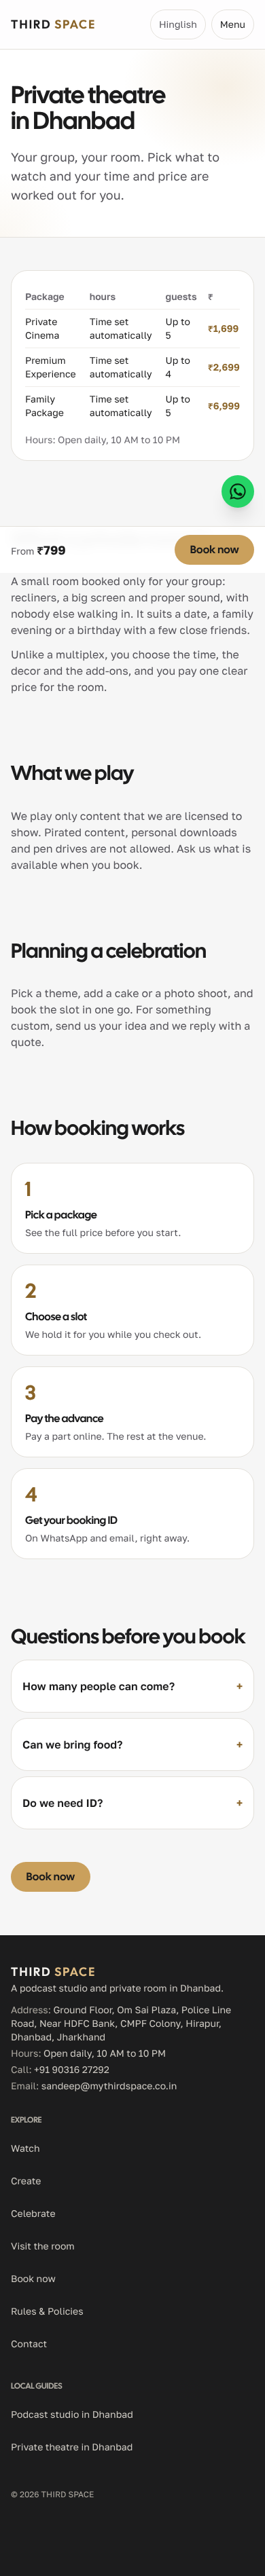 THIRD SPACE
Hinglish
Menu
Private theatre
in Dhanbad
Your group, your room. Pick what to
watch and your time and price are
worked out for you.
Package hours guests ₹
Private Cinema Time set automatically Up to 5 ₹1,699
Premium Experience Time set automatically Up to 4 ₹2,699
Family Package Time set automatically Up to 5 ₹6,999
Hours: Open daily, 10 AM to 10 PM
From ₹799
Book now
A small room booked only for your group:
recliners, a big screen and proper sound, with
nobody else walking in. It suits a date, a family
evening or a birthday with a few close friends.
Unlike a multiplex, you choose the time, the
decor and the add-ons, and you pay one clear
price for the room.
What we play
We play only content that we are licensed to
show. Pirated content, personal downloads
and pen drives are not allowed. Ask us what is
available when you book.
Planning a celebration
Pick a theme, add a cake or a photo shoot, and
book the slot in one go. For something
custom, send us your idea and we reply with a
quote.
How booking works
1
Pick a package
See the full price before you start.
2
Choose a slot
We hold it for you while you check out.
3
Pay the advance
Pay a part online. The rest at the venue.
4
Get your booking ID
On WhatsApp and email, right away.
Questions before you book
How many people can come? +
Can we bring food? +
Do we need ID? +
Book now
THIRD SPACE
A podcast studio and private room in Dhanbad.
Address: Ground Floor, Om Sai Plaza, Police Line
Road, Near HDFC Bank, CMPF Colony, Hirapur,
Dhanbad, Jharkhand
Hours: Open daily, 10 AM to 10 PM
Call: +91 90316 27292
Email: sandeep@mythirdspace.co.in
EXPLORE
Watch
Create
Celebrate
Visit the room
Book now
Rules & Policies
Contact
LOCAL GUIDES
Podcast studio in Dhanbad
Private theatre in Dhanbad
© 2026 THIRD SPACE